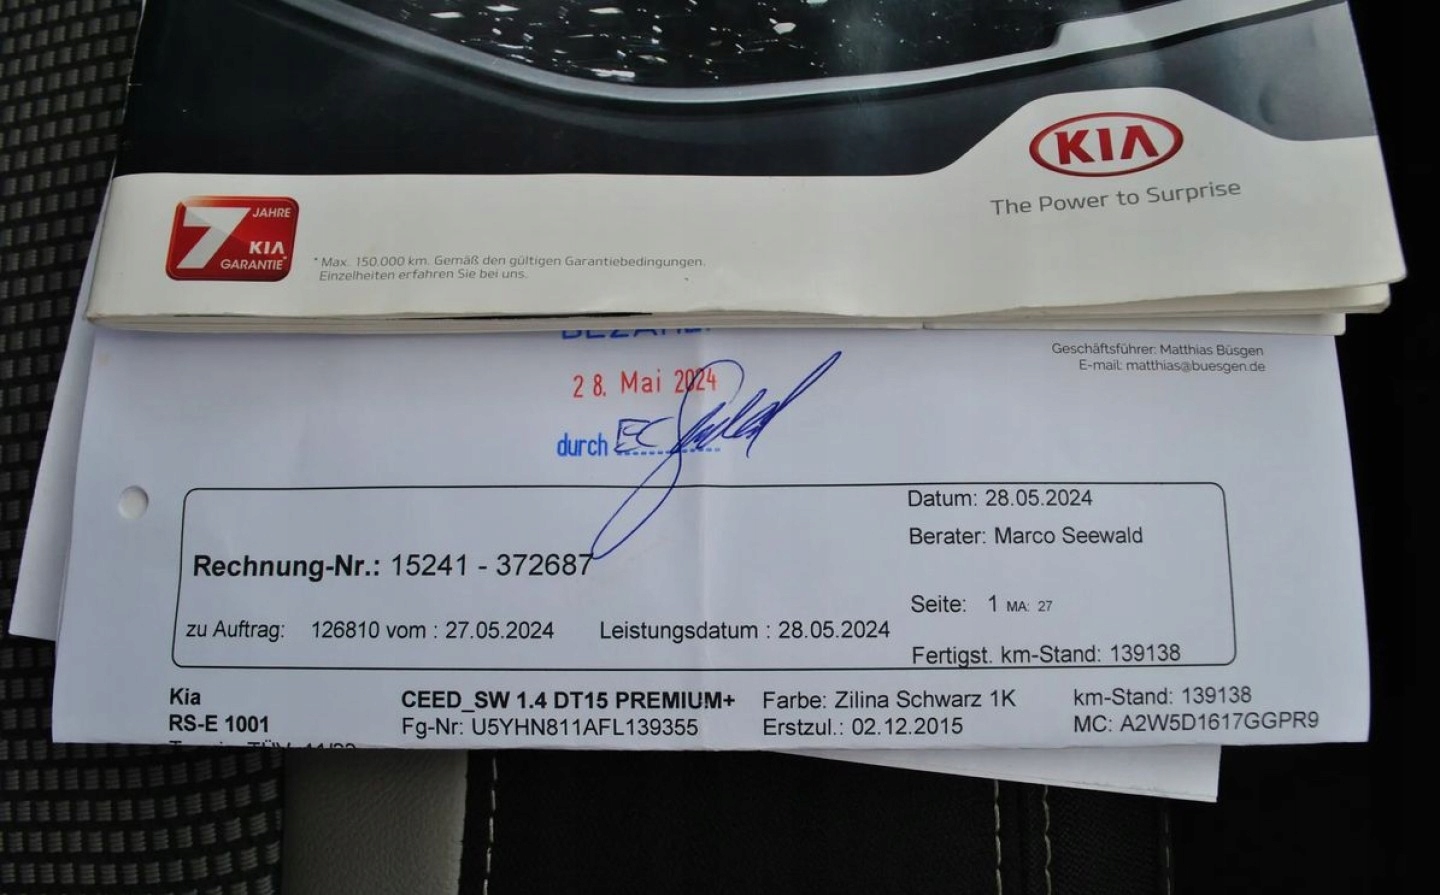 KIA
The Power to Surprise
7 JAHRE
KIA
GARANTIE*
* Max. 150.000 km. Gemäß den gültigen Garantiebedingungen.
Einzelheiten erfahren Sie bei uns.
Geschäftsführer: Matthias Büsgen
E-mail: matthias@buesgen.de
28. Mai 2024
durch EC
Datum: 28.05.2024
Berater: Marco Seewald
Rechnung-Nr.: 15241 - 372687
Seite: 1 MA: 27
zu Auftrag: 126810 vom : 27.05.2024 Leistungsdatum : 28.05.2024
Fertigst. km-Stand: 139138
Kia CEED_SW 1.4 DT15 PREMIUM+ Farbe: Zilina Schwarz 1K km-Stand: 139138
RS-E 1001 Fg-Nr: U5YHN811AFL139355 Erstzul.: 02.12.2015 MC: A2W5D1617GGPR9